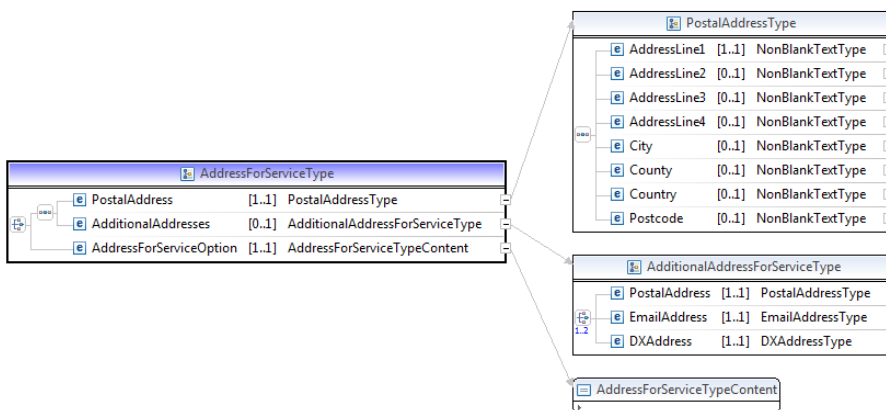 PostalAddressType
e AddressLine1 [1..1] NonBlankTextType
e AddressLine2 [0..1] NonBlankTextType
e AddressLine3 [0..1] NonBlankTextType
e AddressLine4 [0..1] NonBlankTextType
e City [0..1] NonBlankTextType
e County [0..1] NonBlankTextType
e Country [0..1] NonBlankTextType
e Postcode [0..1] NonBlankTextType
AddressForServiceType
e PostalAddress [1..1] PostalAddressType
e AdditionalAddresses [0..1] AdditionalAddressForServiceType
e AddressForServiceOption [1..1] AddressForServiceTypeContent
AdditionalAddressForServiceType
e PostalAddress [1..1] PostalAddressType
e EmailAddress [1..1] EmailAddressType
1..2
e DXAddress [1..1] DXAddressType
AddressForServiceTypeContent